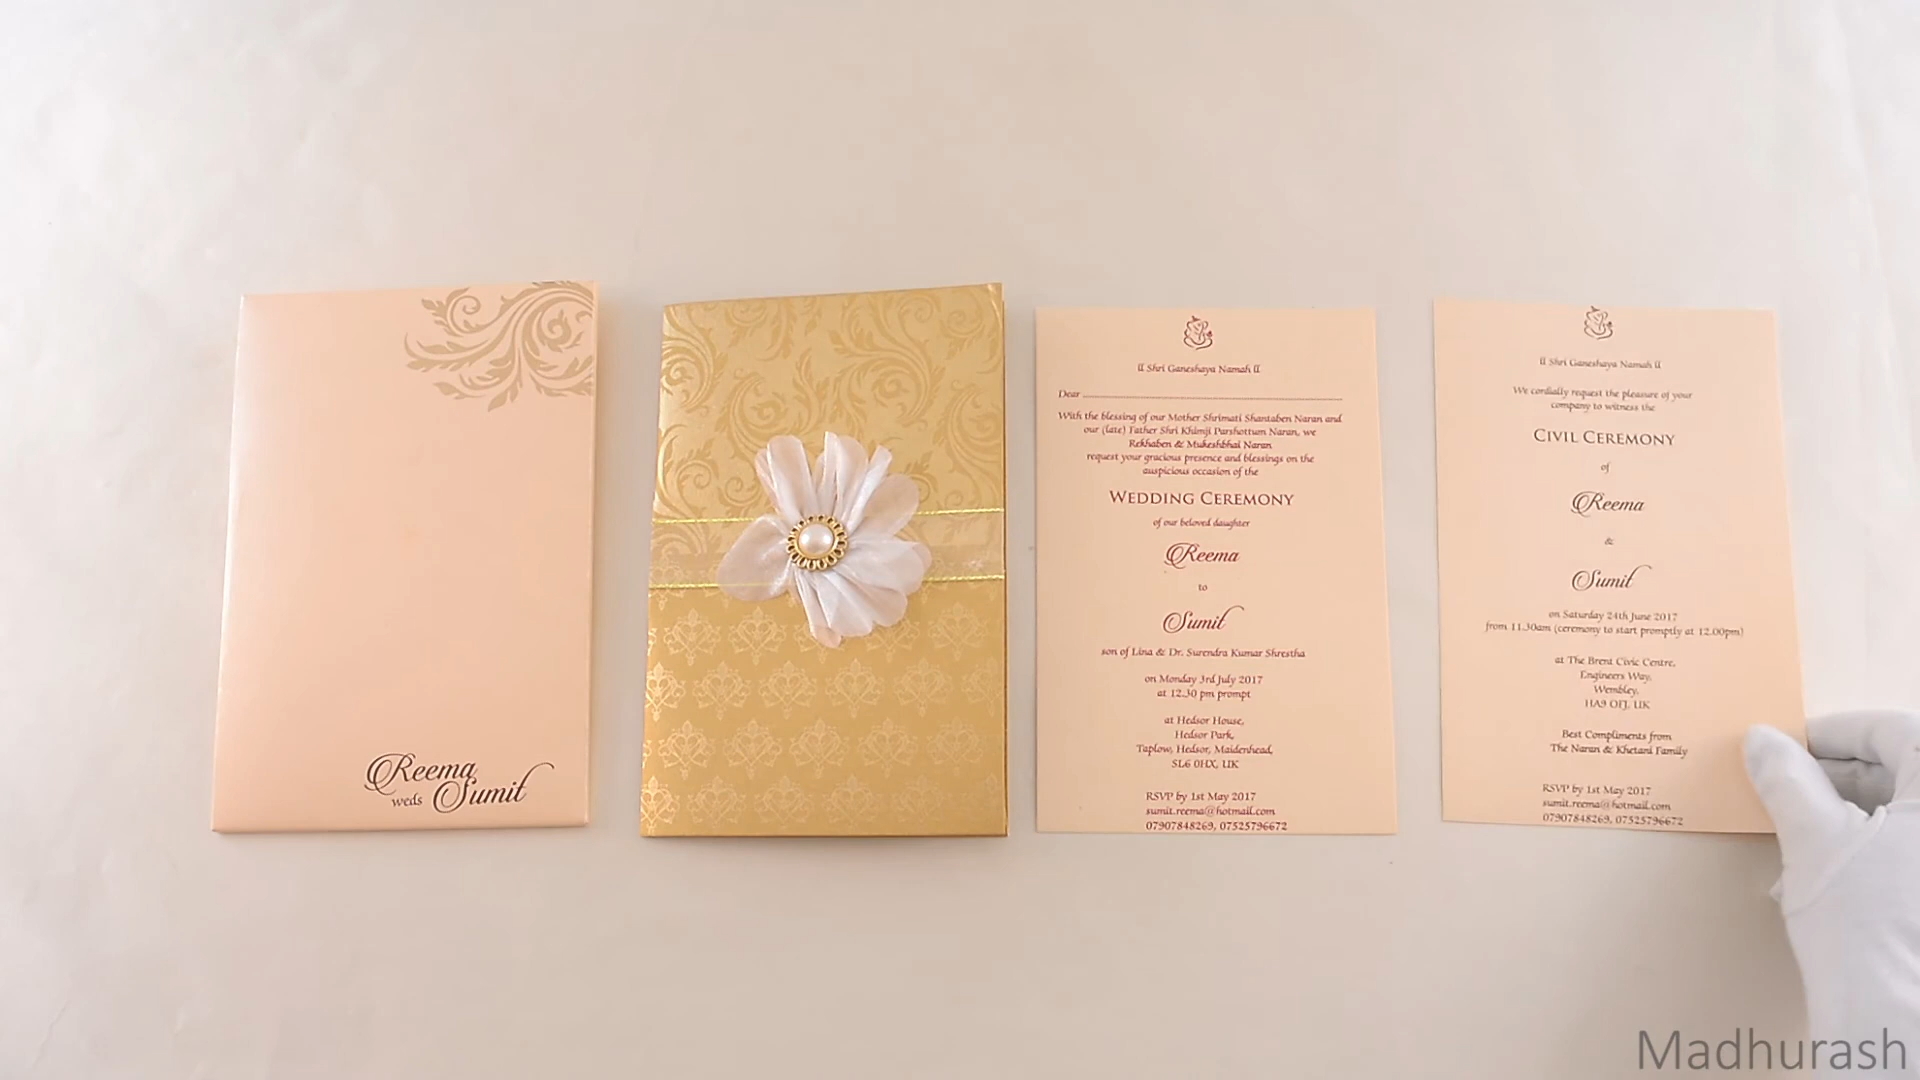 Reema
weds Sumit
ll Shri Ganeshaya Namah ll
Dear
With the blessing of our Mother Shrimati Shantaben Naran and
our (late) Father Shri Khimji Parshottum Naran, we
Rekhaben & Mukeshbhai Naran
request your gracious presence and blessings on the
auspicious occasion of the
WEDDING CEREMONY
of our beloved daughter
Reema
to
Sumit
son of Lina & Dr. Surendra Kumar Shrestha
on Monday 3rd July 2017
at 12.30 pm prompt
at Hedsor House,
Hedsor Park,
Taplow, Hedsor, Maidenhead,
SL6 0HX, UK
RSVP by 1st May 2017
sumit.reema@hotmail.com
07907848269, 07525796672
ll Shri Ganeshaya Namah ll
We cordially request the pleasure of your
company to witness the
CIVIL CEREMONY
of
Reema
&
Sumit
on Saturday 24th June 2017
from 11.30am (ceremony to start promptly at 12.00pm)
at The Brent Civic Centre,
Engineers Way,
Wembley,
HA9 0FJ, UK
Best Compliments from
The Naran & Khetani Family
RSVP by 1st May 2017
sumit.reema@hotmail.com
07907848269, 07525796672
Madhurash